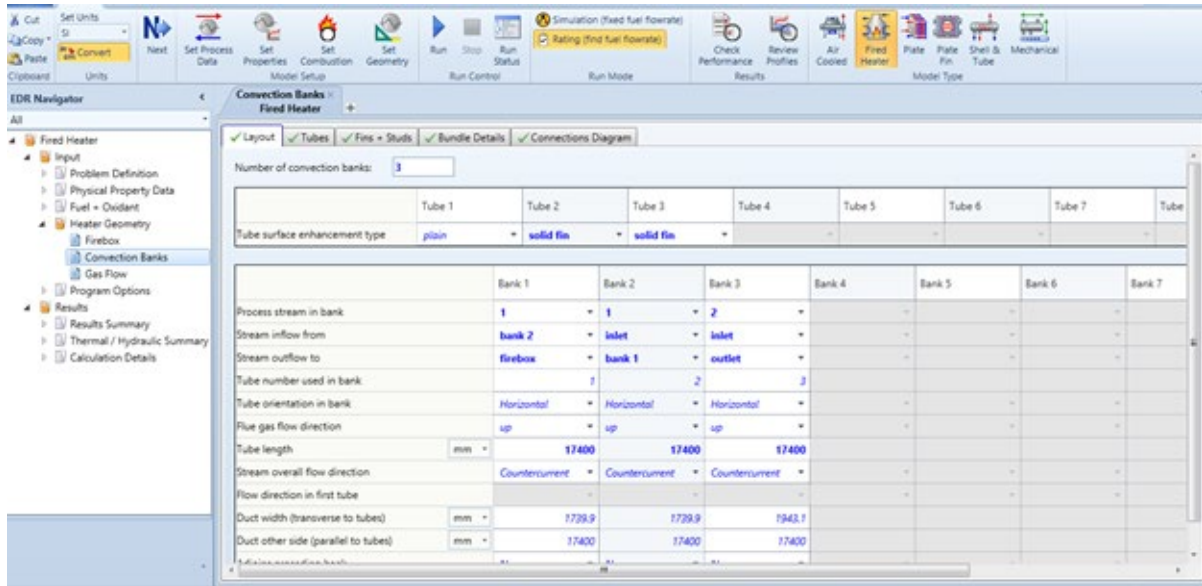 Cut
Copy
Paste
Clipboard
Set Units
SI
Convert
Units
Next
Set Process Data
Set Properties
Set Combustion
Set Geometry
Model Setup
Run
Stop
Run Status
Run Control
Simulation (fixed fuel flowrate)
Rating (find fuel flowrate)
Run Mode
Check Performance
Review Profiles
Results
Air Cooled
Fired Heater
Plate
Plate Fin
Shell & Tube
Mechanical
Model Type
EDR Navigator
All
Fired Heater
Input
Problem Definition
Physical Property Data
Fuel + Oxidant
Heater Geometry
Firebox
Convection Banks
Gas Flow
Program Options
Results
Results Summary
Thermal / Hydraulic Summary
Calculation Details
Convection Banks
Fired Heater
Layout Tubes Fins + Studs Bundle Details Connections Diagram
Number of convection banks: 3
Tube 1 Tube 2 Tube 3 Tube 4 Tube 5 Tube 6 Tube 7 Tube
Tube surface enhancement type plain solid fin solid fin
Bank 1 Bank 2 Bank 3 Bank 4 Bank 5 Bank 6 Bank 7
Process stream in bank 1 1 2
Stream inflow from bank 2 inlet inlet
Stream outflow to firebox bank 1 outlet
Tube number used in bank 1 2 3
Tube orientation in bank Horizontal Horizontal Horizontal
Flue gas flow direction up up up
Tube length mm 17400 17400 17400
Stream overall flow direction Countercurrent Countercurrent Countercurrent
Flow direction in first tube
Duct width (transverse to tubes) mm 1739.9 1739.9 1943.1
Duct other side (parallel to tubes) mm 17400 17400 17400